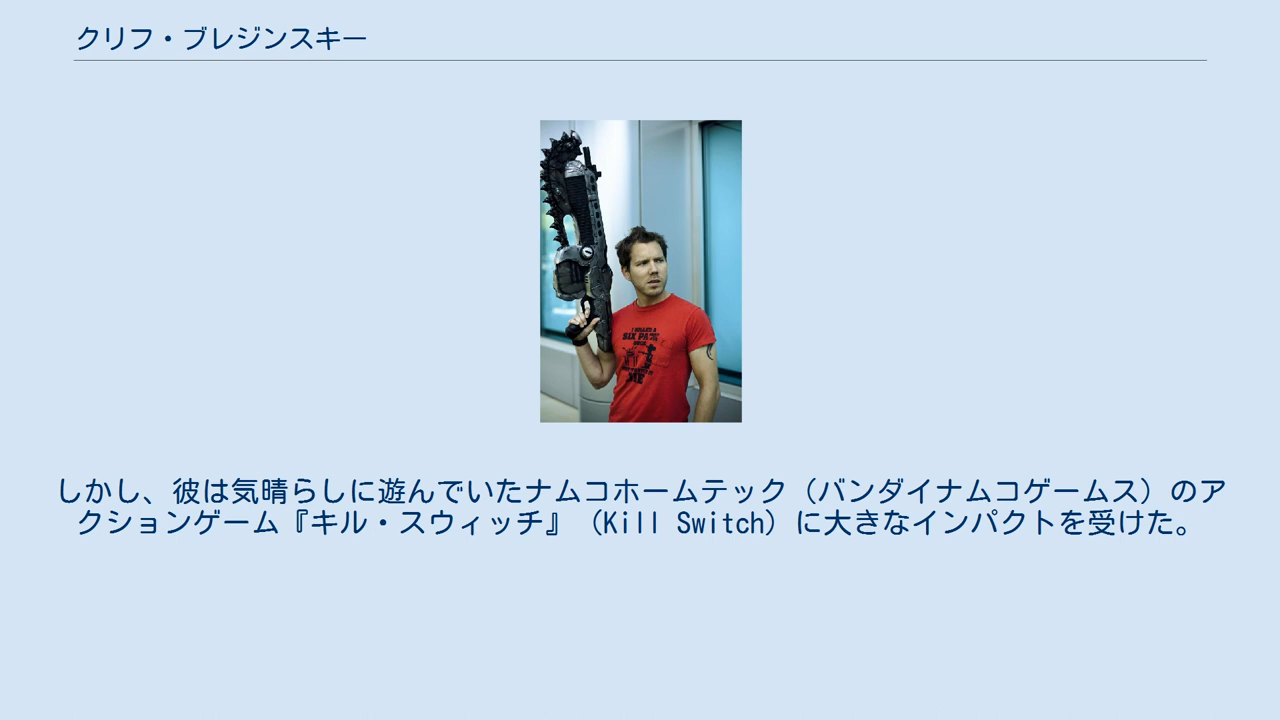 クリフ・ブレジンスキー
I
SIX PACK
ME
しかし、彼は気晴らしに遊んでいたナムコホームテック（バンダイナムコゲームス）のア
クションゲーム『キル・スウィッチ』（Kill Switch）に大きなインパクトを受けた。